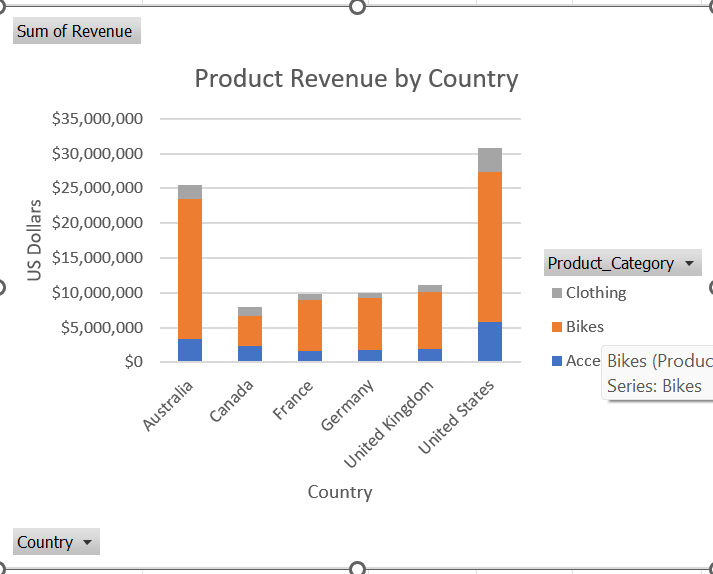 Sum of Revenue
Product Revenue by Country
US Dollars
$35,000,000
$30,000,000
$25,000,000
$20,000,000
$15,000,000
$10,000,000
$5,000,000
$0
Australia
Canada
France
Germany
United Kingdom
United States
Country
Product_Category
Clothing
Bikes
Acce
Bikes (Produc
Series: Bikes
Country